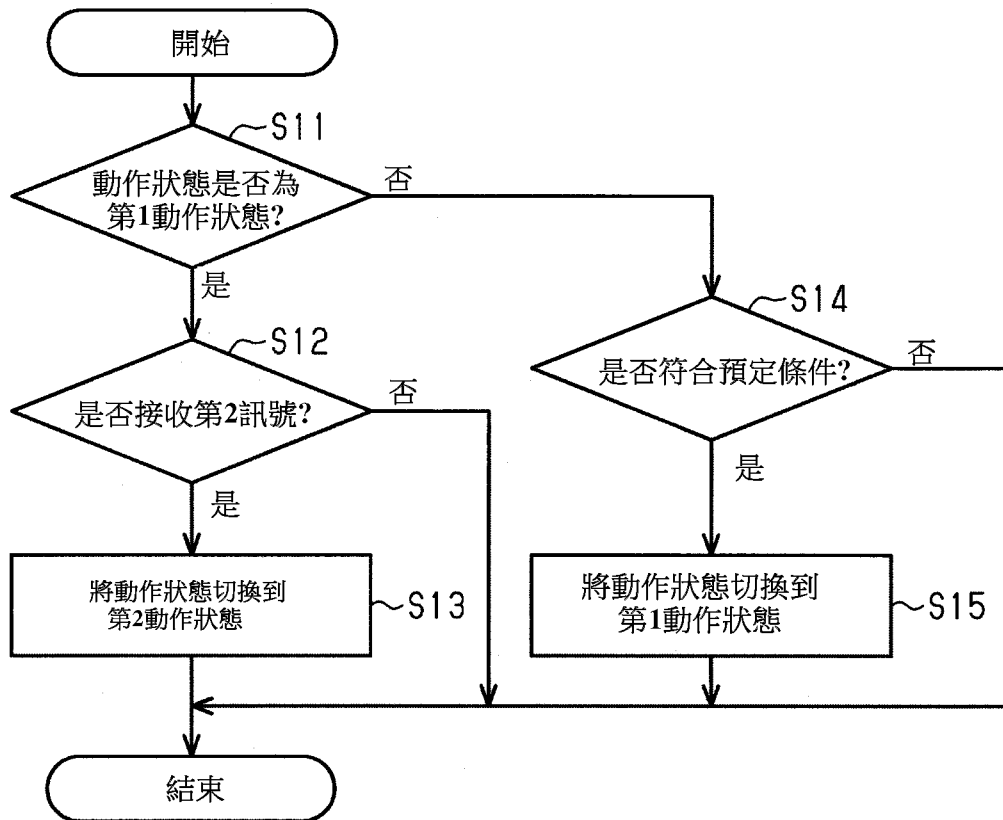 開始
S11
動作狀態是否為
第1動作狀態?
否
是
S12
是否接收第2訊號?
否
是
將動作狀態切換到
第2動作狀態
S13
S14
是否符合預定條件?
否
是
將動作狀態切換到
第1動作狀態
S15
結束